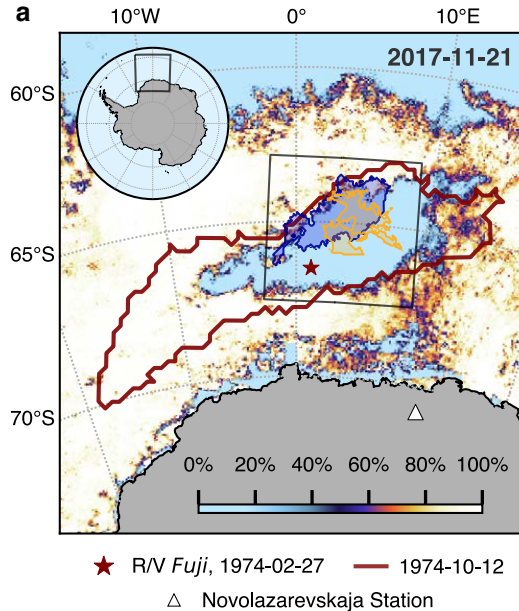 a
10°W 0° 10°E
2017-11-21
60°S
65°S
70°S
0% 20% 40% 60% 80% 100%
R/V Fuji, 1974-02-27 1974-10-12
Novolazarevskaja Station